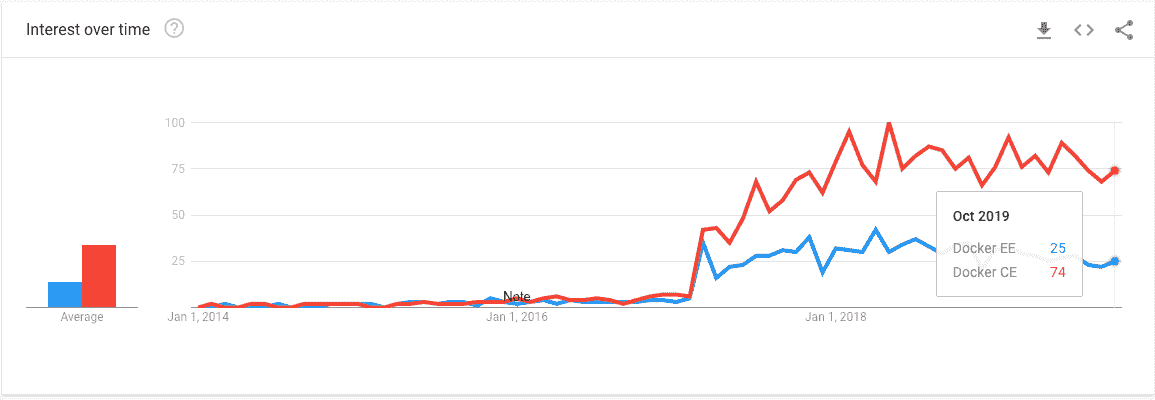 Interest over time ?
100
75
50
25
Oct 2019
Docker EE 25
Docker CE 74
Note
Average
Jan 1, 2014 Jan 1, 2016 Jan 1, 2018